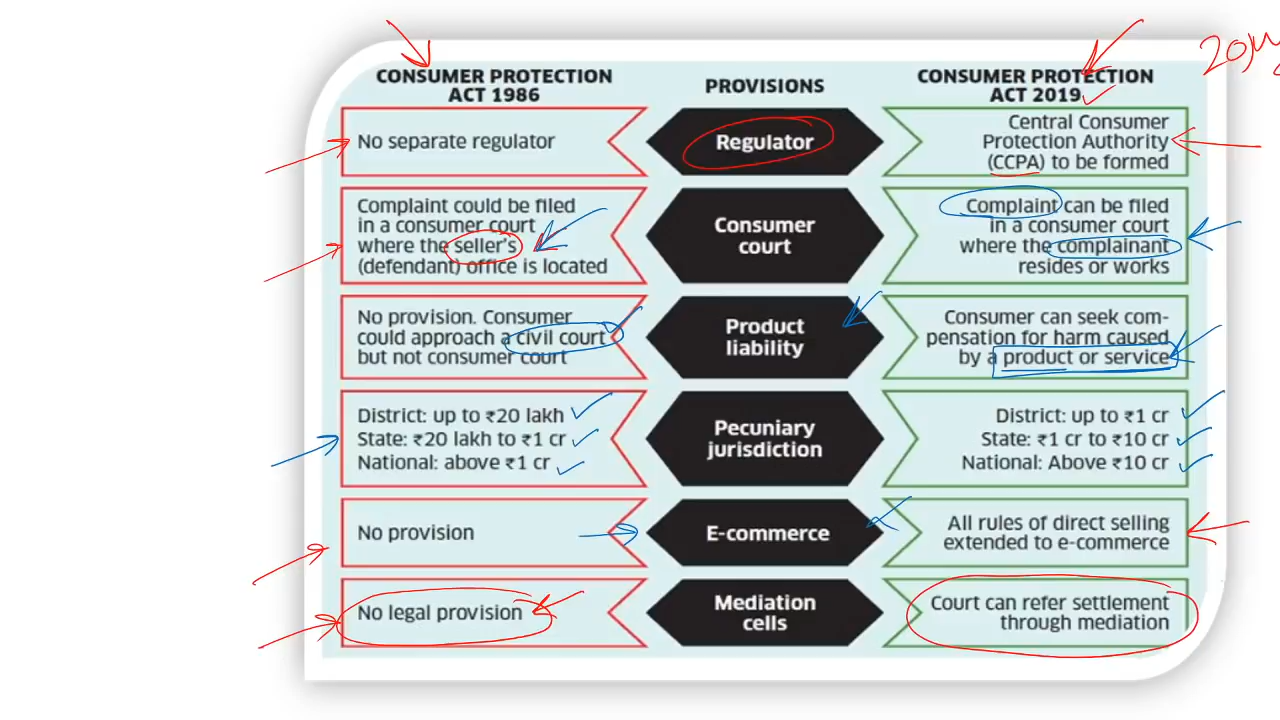 CONSUMER PROTECTION
ACT 1986
PROVISIONS
CONSUMER PROTECTION
ACT 2019
No separate regulator
Regulator
Central Consumer
Protection Authority
(CCPA) to be formed
Complaint could be filed
in a consumer court
where the seller's
(defendant) office is located
Consumer
court
Complaint can be filed
in a consumer court
where the complainant
resides or works
No provision. Consumer
could approach a civil court
but not consumer court
Product
liability
Consumer can seek com-
pensation for harm caused
by a product or service
District: up to ₹20 lakh
State: ₹20 lakh to ₹1 cr
National: above ₹1 cr
Pecuniary
jurisdiction
District: up to ₹1 cr
State: ₹1 cr to ₹10 cr
National: Above ₹10 cr
No provision
E-commerce
All rules of direct selling
extended to e-commerce
No legal provision
Mediation
cells
Court can refer settlement
through mediation